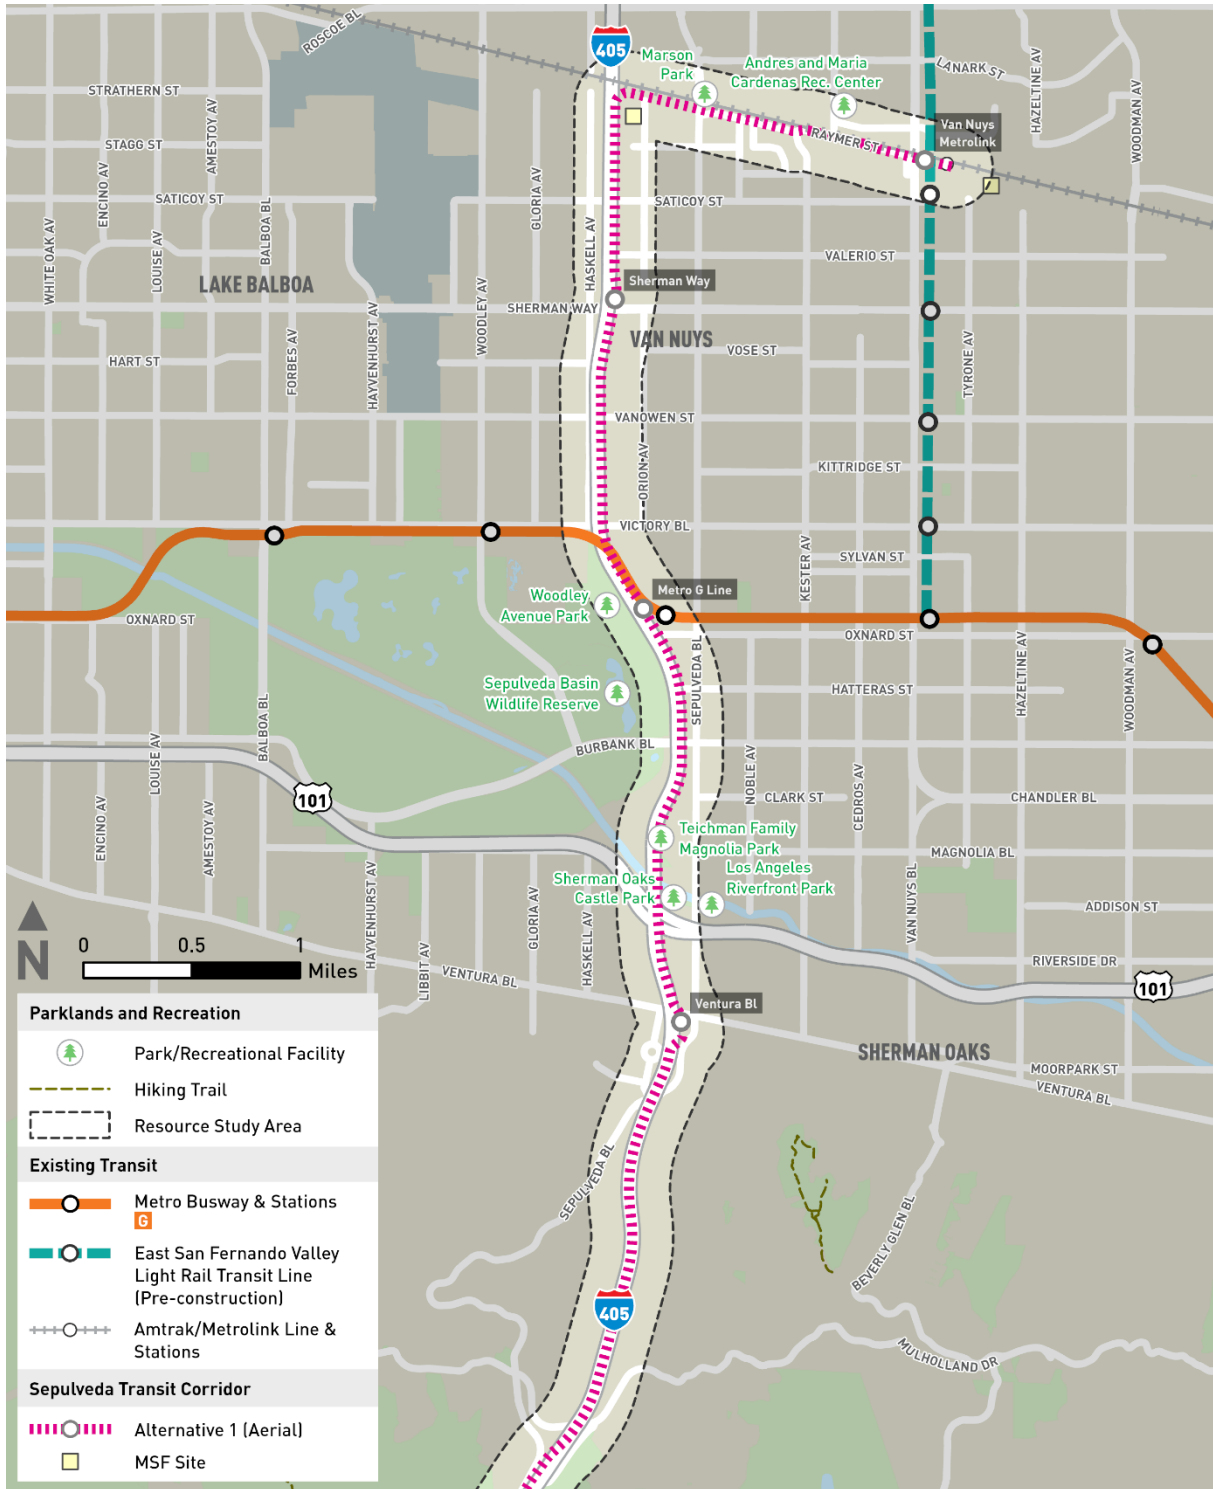 ROSCOE BL
405
Marson
Park
Andres and Maria
Cardenas Rec. Center
LANARK ST
HAZELTINE AV
WOODMAN AV
STRATHERN ST
AMESTOY AV
Van Nuys
Metrolink
RAYMER ST
STAGG ST
ENCINO AV
GLORIA AV
SATICOY ST
SATICOY ST
WHITE OAK AV
LOUISE AV
BALBOA BL
HASKELL AV
VALERIO ST
LAKE BALBOA
Sherman Way
HAYVENHURST AV
WOODLEY AV
SHERMAN WAY
VAN NUYS
VOSE ST
TYRONE AV
HART ST
FORBES AV
VANOWEN ST
ORION AV
KITTRIDGE ST
VICTORY BL
KESTER AV
SYLVAN ST
Woodley
Avenue Park
Metro G Line
OXNARD ST
OXNARD ST
SEPULVEDA BL
HAZELTINE AV
WOODMAN AV
Sepulveda Basin
Wildlife Reserve
HATTERAS ST
BALBOA BL
LOUISE AV
BURBANK BL
NOBLE AV
CEDROS AV
101
CLARK ST
CHANDLER BL
ENCINO AV
AMESTOY AV
Teichman Family
Magnolia Park
MAGNOLIA BL
Los Angeles
Riverfront Park
Sherman Oaks
Castle Park
HAYVENHURST AV
GLORIA AV
HASKELL AV
VAN NUYS BL
ADDISON ST
N
0 0.5 1
Miles
LIBBIT AV
VENTURA BL
RIVERSIDE DR
101
Ventura Bl
SHERMAN OAKS
MOORPARK ST
VENTURA BL
SEPULVEDA BL
BEVERLY GLEN BL
405
MULHOLLAND DR
Parklands and Recreation
Park/Recreational Facility
Hiking Trail
Resource Study Area
Existing Transit
Metro Busway & Stations
G
East San Fernando Valley
Light Rail Transit Line
(Pre-construction)
Amtrak/Metrolink Line &
Stations
Sepulveda Transit Corridor
Alternative 1 (Aerial)
MSF Site